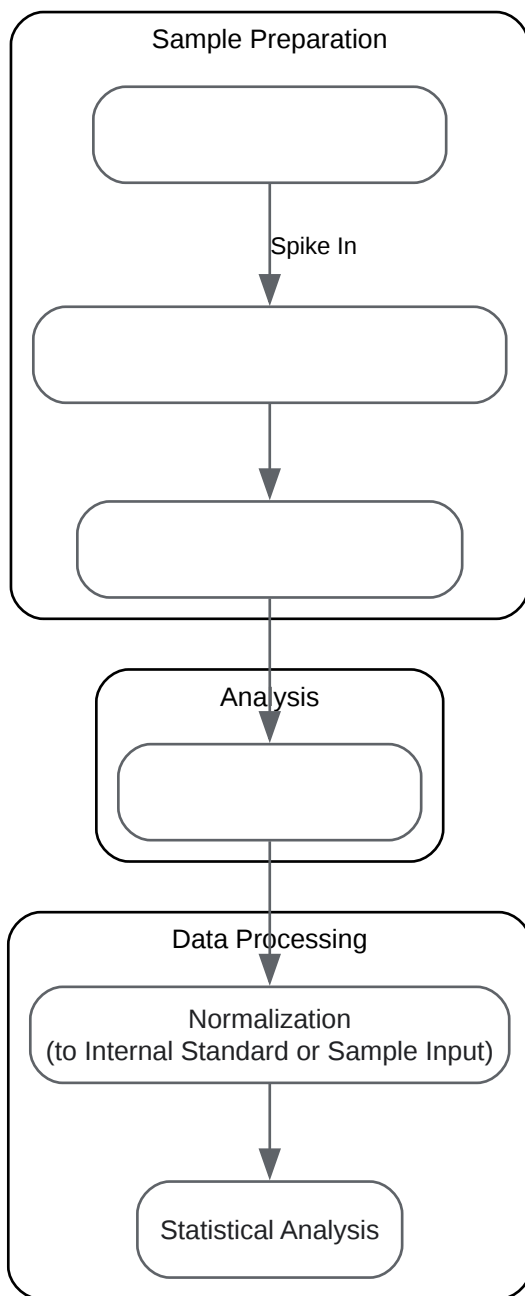 Sample Preparation
Spike In
Analysis
Data Processing
Normalization
(to Internal Standard or Sample Input)
Statistical Analysis